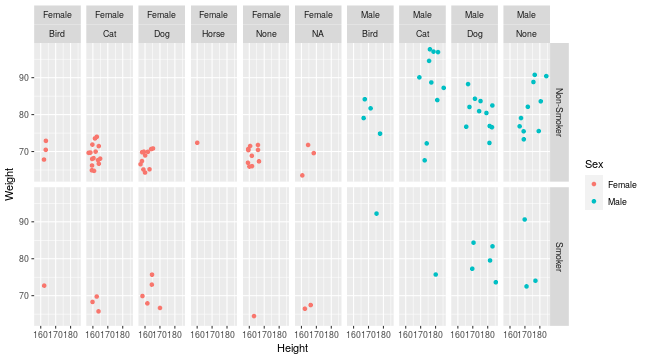 Female Female Female Female Female Female Male Male Male Male
Bird Cat Dog Horse None NA Bird Cat Dog None
90
80
70
Non-Smoker
90
80
70
Smoker
Weight
160170180 160170180 160170180 160170180 160170180 160170180 160170180 160170180 160170180 160170180
Height
Sex
Female
Male